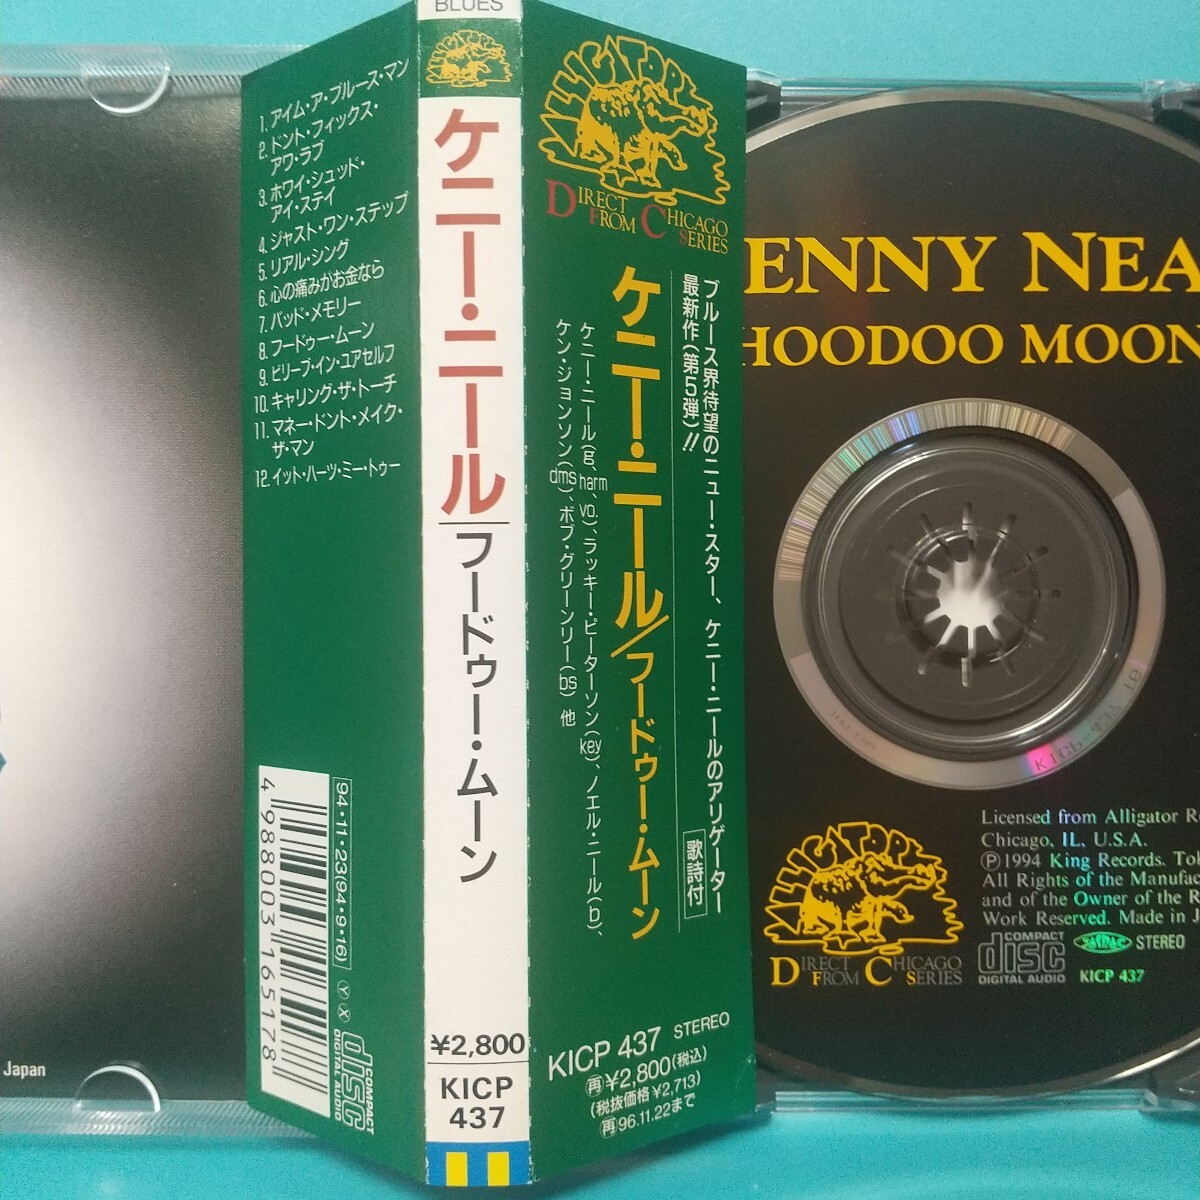 1. アイム・ア・ブルース・マン
2. ドント・フィックス・
アワ・ラブ
3. ホワイ・シュッド・
アイ・ステイ
4. ジャスト・ワン・ステップ
5. リアル・シング
6. 心の痛みがお金なら
7. バッド・メモリー
8. フードゥー・ムーン
9. ビリーブ・イン・ユアセルフ
10. キャリング・ザ・トーチ
11. マネー・ドント・メイク・
ザ・マン
12. イット・ハーツ・ミー・トゥー
94・11・23(94・9・16) Ⓨ Ⓧ
4 988003 165178
COMPACT
disc
DIGITAL AUDIO
Japan
BLUES
ケニー・ニール/フードゥー・ムーン
¥2,800
KICP
437
ALLIGATOR
DIRECT
FROM CHICAGO
SERIES
ブルース界待望のニュー・スター、ケニー・ニールのアリゲーター
最新作(第5弾)!! 歌詩付
ケニー・ニール/フードゥー・ムーン
ケニー・ニール(g、harm、vo.)、ラッキー・ピーターソン(key)、ノエル・ニール(b)、
ケン・ジョンソン(dms)、ボブ・グリーンリー(bs) 他
KICP 437 STEREO
再¥2,800(税込)
(税抜価格¥2,713)
再96.11.22まで
ENNY NEA
HOODOO MOON
KICP-437
Licensed from Alligator Re
Chicago, IL, U.S.A.
Ⓟ1994 King Records. Tok
All Rights of the Manufac
and of the Owner of the R
Work Reserved. Made in J
ALLIGATOR
DIRECT CHICAGO
FROM SERIES
COMPACT
disc
DIGITAL AUDIO
STEREO
KICP 437